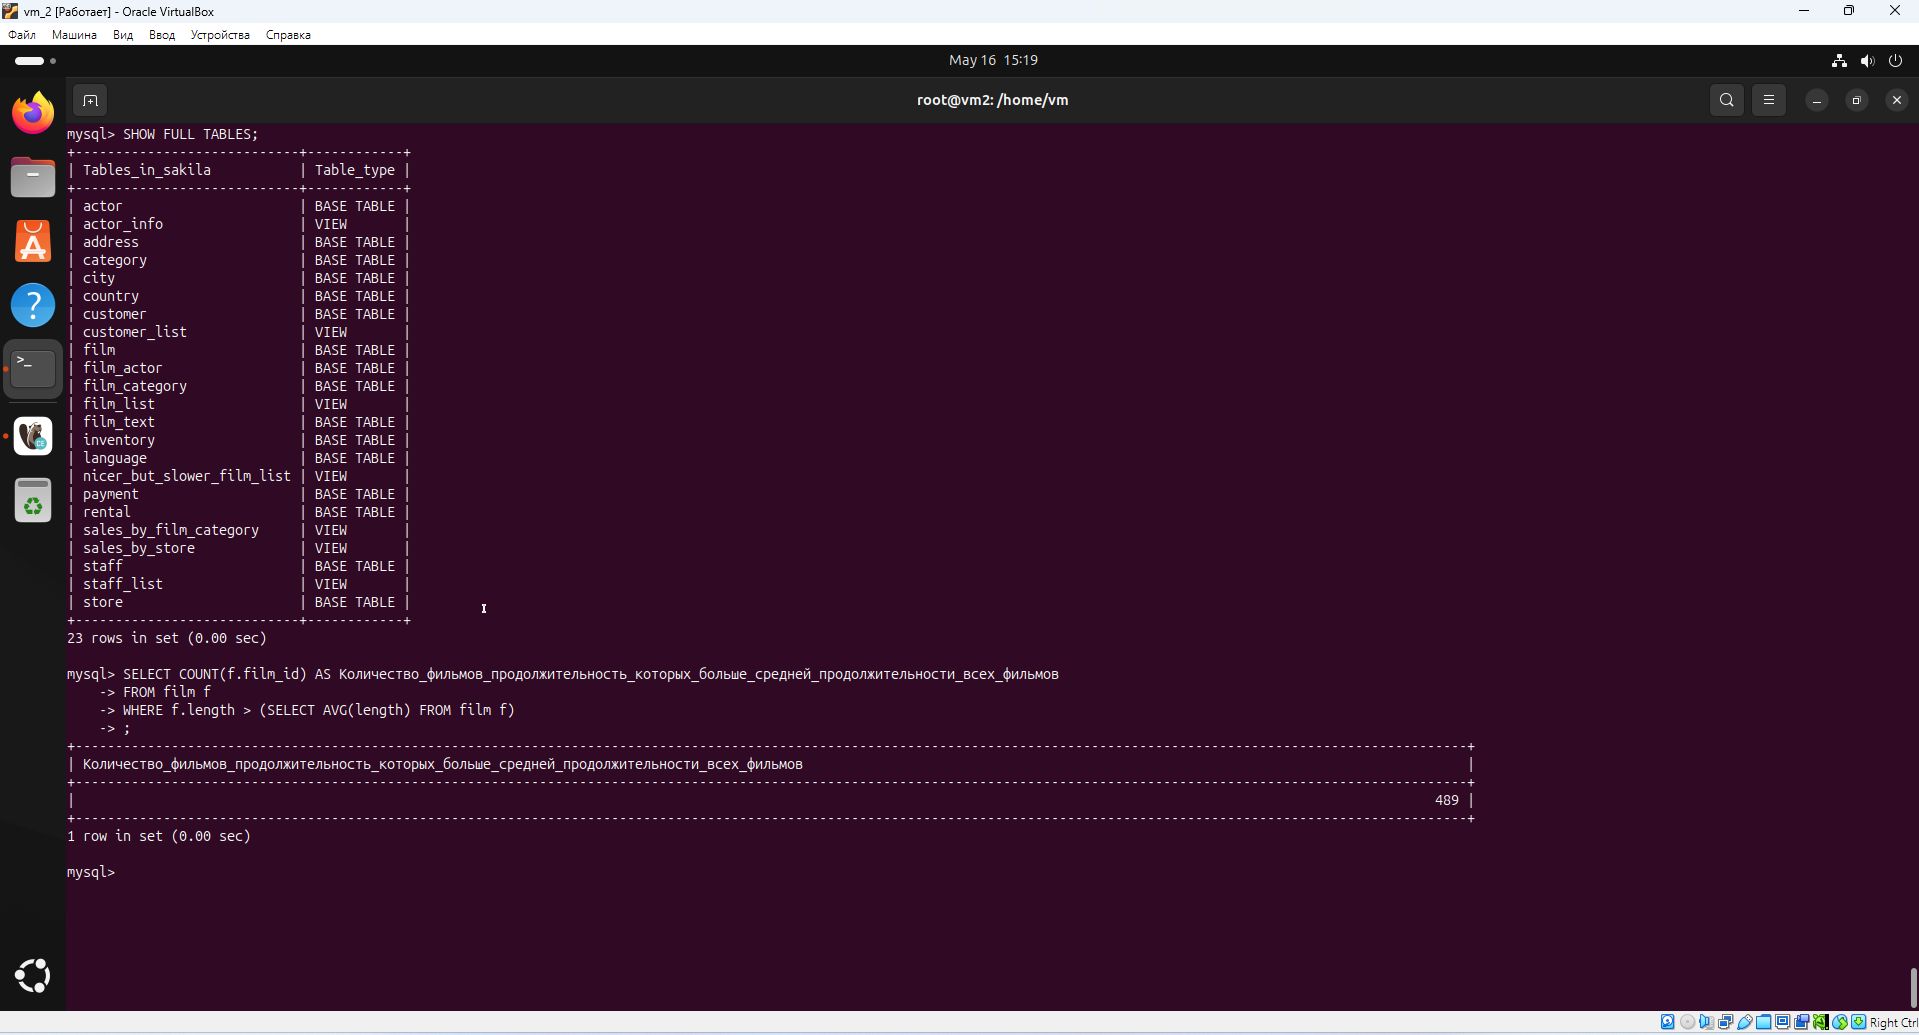 vm_2 [Работает] - Oracle VirtualBox
Файл Машина Вид Ввод Устройства Справка
May 16 15:19
root@vm2: /home/vm
mysql> SHOW FULL TABLES;
+---------------------------+------------+
| Tables_in_sakila | Table_type |
+---------------------------+------------+
| actor | BASE TABLE |
| actor_info | VIEW |
| address | BASE TABLE |
| category | BASE TABLE |
| city | BASE TABLE |
| country | BASE TABLE |
| customer | BASE TABLE |
| customer_list | VIEW |
| film | BASE TABLE |
| film_actor | BASE TABLE |
| film_category | BASE TABLE |
| film_list | VIEW |
| film_text | BASE TABLE |
| inventory | BASE TABLE |
| language | BASE TABLE |
| nicer_but_slower_film_list | VIEW |
| payment | BASE TABLE |
| rental | BASE TABLE |
| sales_by_film_category | VIEW |
| sales_by_store | VIEW |
| staff | BASE TABLE |
| staff_list | VIEW |
| store | BASE TABLE |
+---------------------------+------------+
23 rows in set (0.00 sec)
mysql> SELECT COUNT(f.film_id) AS Количество_фильмов_продолжительность_которых_больше_средней_продолжительности_всех_фильмов
-> FROM film f
-> WHERE f.length > (SELECT AVG(length) FROM film f)
-> ;
| Количество_фильмов_продолжительность_которых_больше_средней_продолжительности_всех_фильмов |
| 489 |
1 row in set (0.00 sec)
mysql>
Right Ctrl